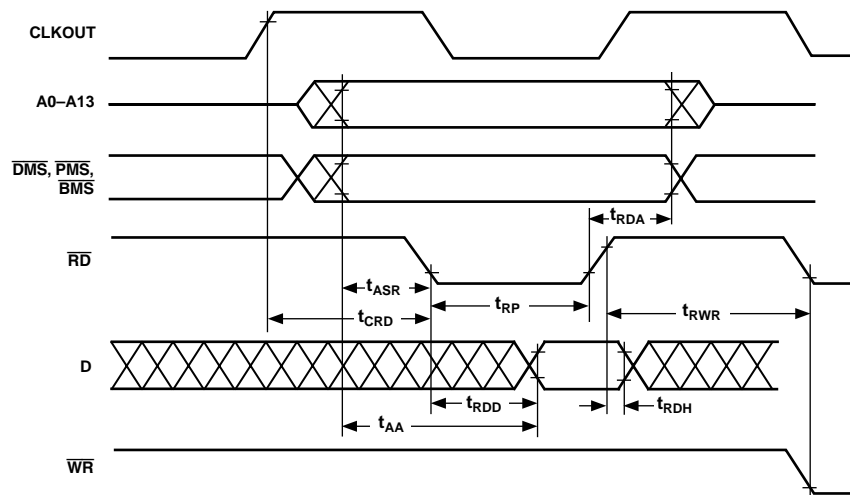 CLKOUT
A0–A13
DMS, PMS,
BMS
tRDA
RD
tASR
tRP
tCRD
tRWR
D
tRDD
tRDH
tAA
WR